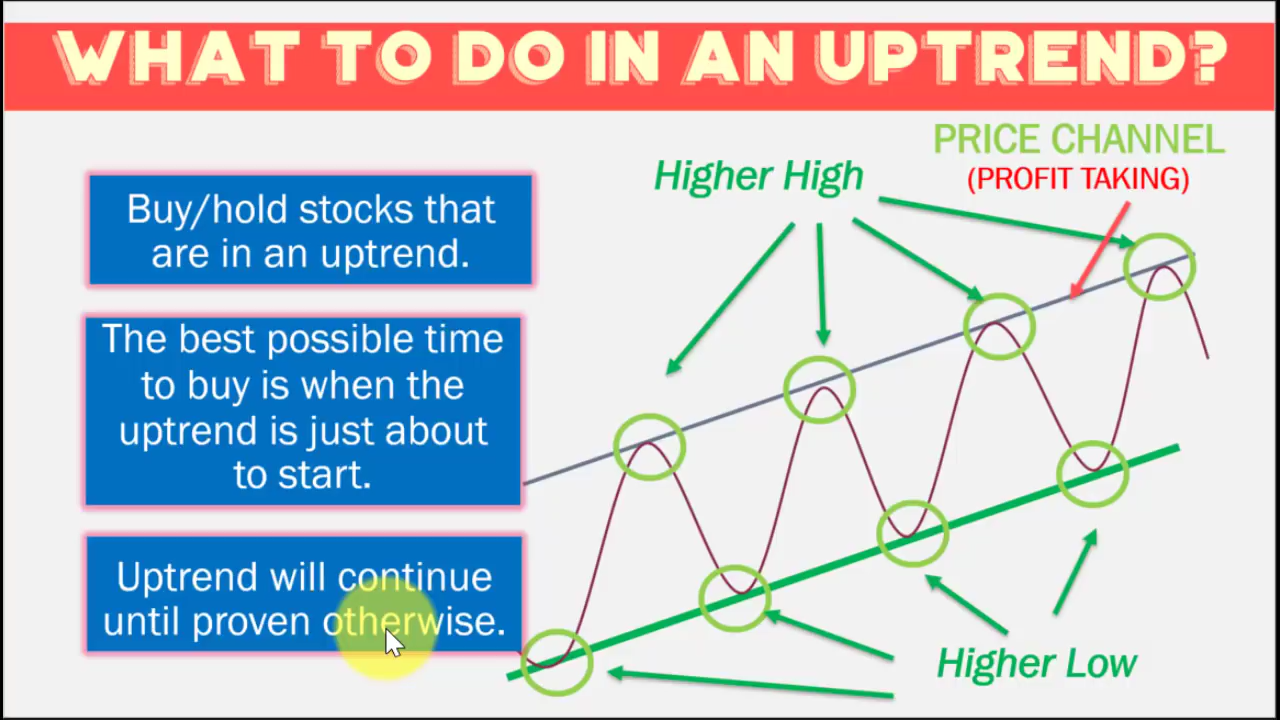 WHAT TO DO IN AN UPTREND?
Buy/hold stocks that
are in an uptrend.
The best possible time
to buy is when the
uptrend is just about
to start.
Uptrend will continue
until proven otherwise.
PRICE CHANNEL
(PROFIT TAKING)
Higher High
Higher Low